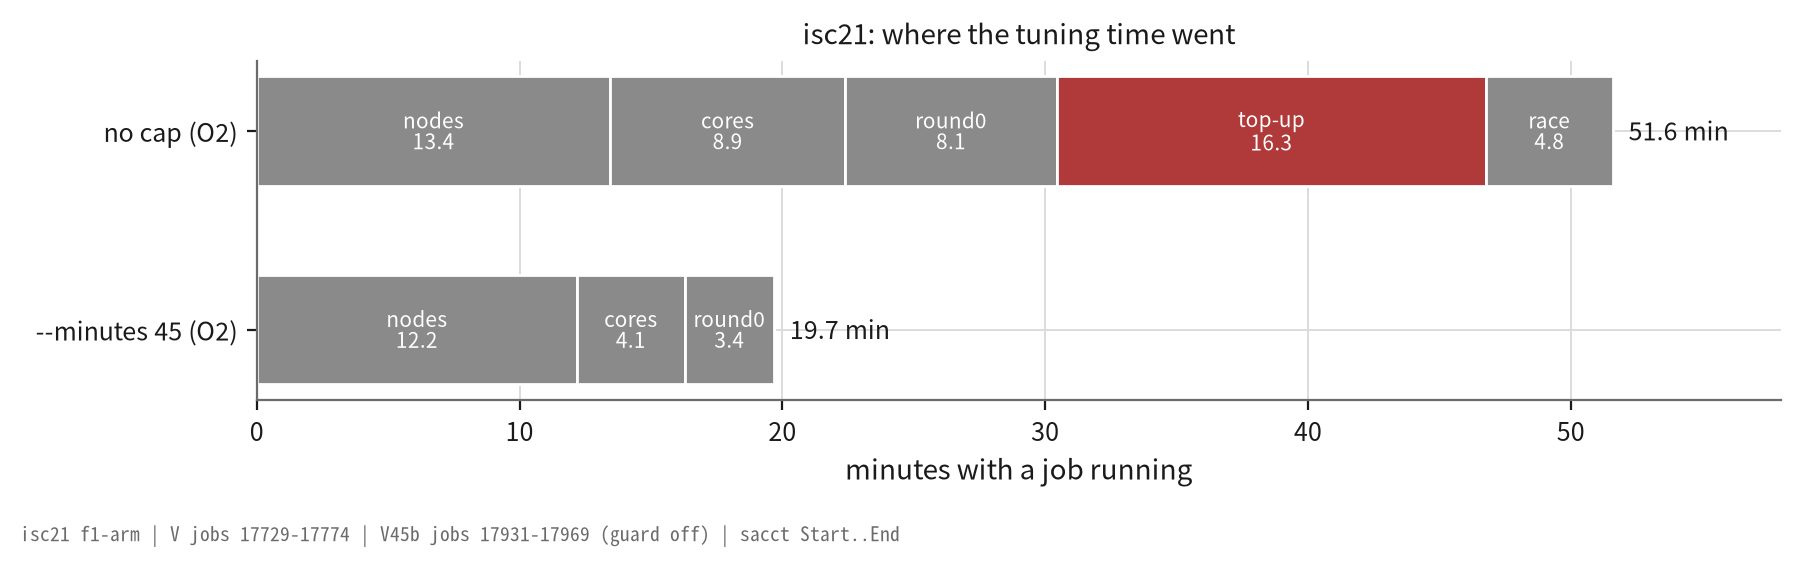 isc21: where the tuning time went
no cap (O2)
nodes
13.4
cores
8.9
round0
8.1
top-up
16.3
race
4.8
51.6 min
--minutes 45 (O2)
nodes
12.2
cores
4.1
round0
3.4
19.7 min
0 10 20 30 40 50
minutes with a job running
isc21 f1-arm | V jobs 17729-17774 | V45b jobs 17931-17969 (guard off) | sacct Start..End